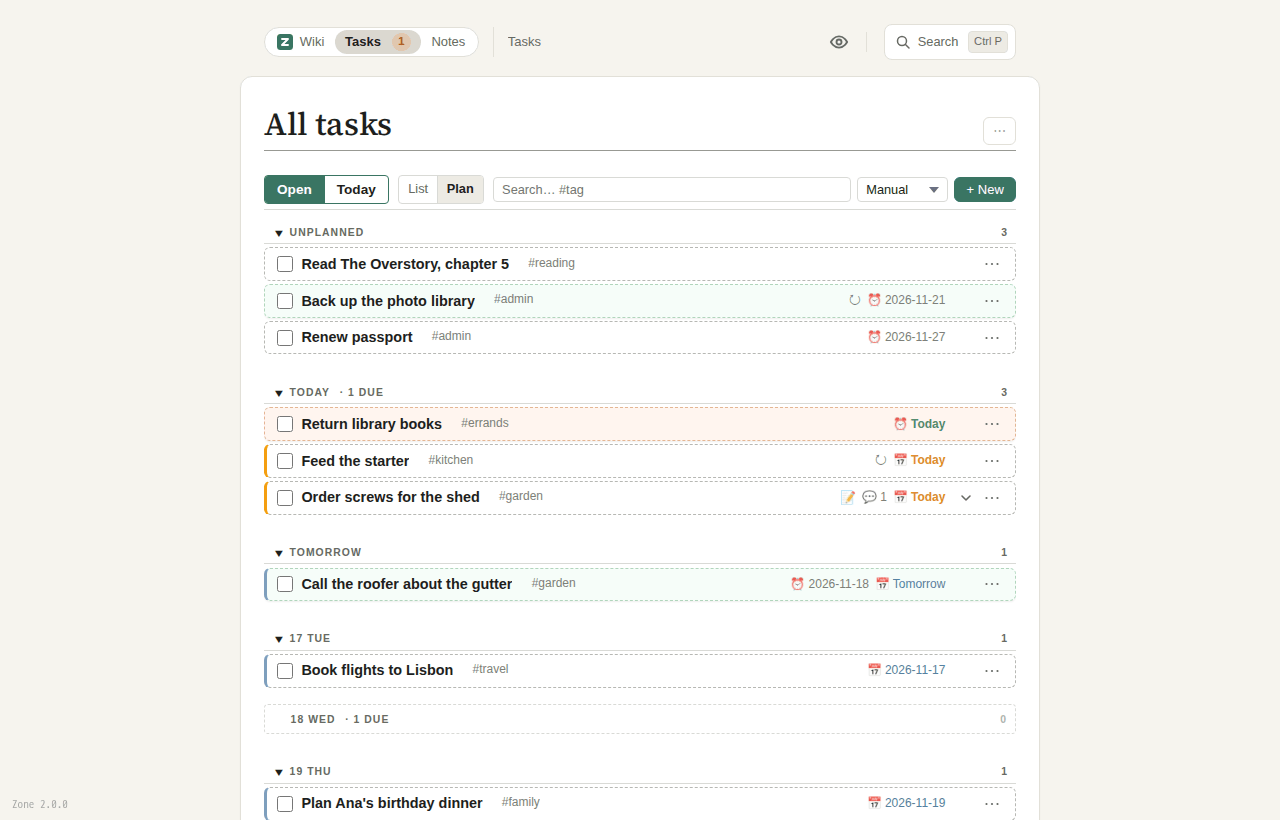 Wiki Tasks 1 Notes Tasks Search Ctrl P
All tasks
Open Today List Plan Search… #tag Manual + New
UNPLANNED 3
Read The Overstory, chapter 5 #reading
Back up the photo library #admin 2026-11-21
Renew passport #admin 2026-11-27
TODAY · 1 DUE 3
Return library books #errands Today
Feed the starter #kitchen Today
Order screws for the shed #garden 1 Today
TOMORROW 1
Call the roofer about the gutter #garden 2026-11-18 Tomorrow
17 TUE 1
Book flights to Lisbon #travel 2026-11-17
18 WED · 1 DUE 0
19 THU 1
Plan Ana's birthday dinner #family 2026-11-19
Zone 2.0.0